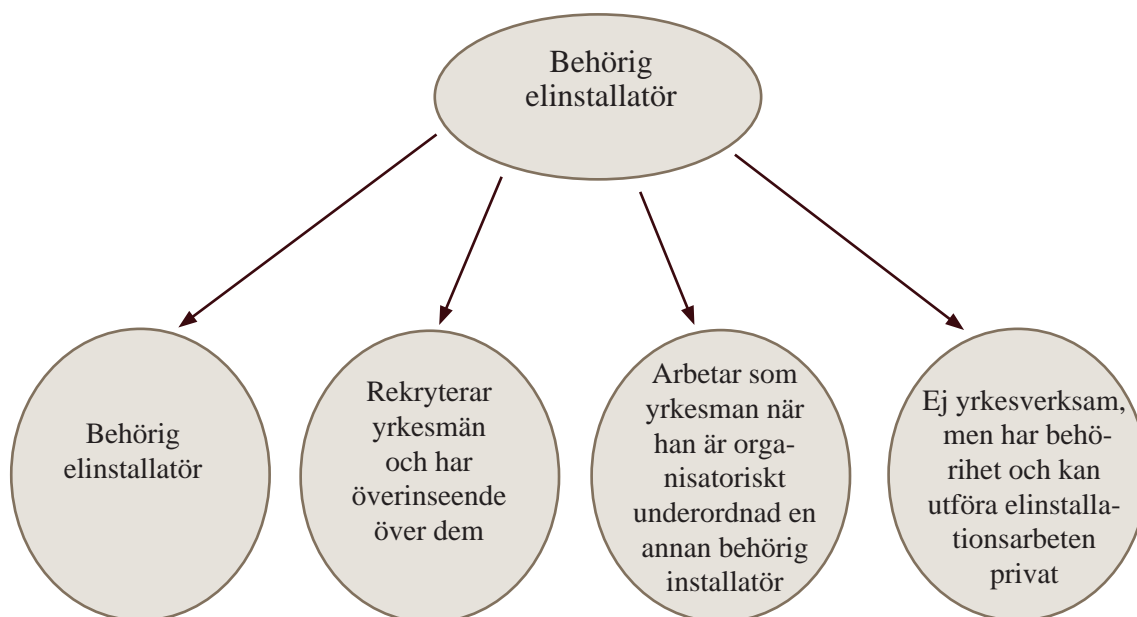 Behörig
elinstallatör
Behörig
elinstallatör
Rekryterar
yrkesmän
och har
överinseende
över dem
Arbetar som
yrkesman när
han är orga-
nisatoriskt
underordnad en
annan behörig
installatör
Ej yrkesverksam,
men har behö-
rihet och kan
utföra elinstalla-
tionsarbeten
privat